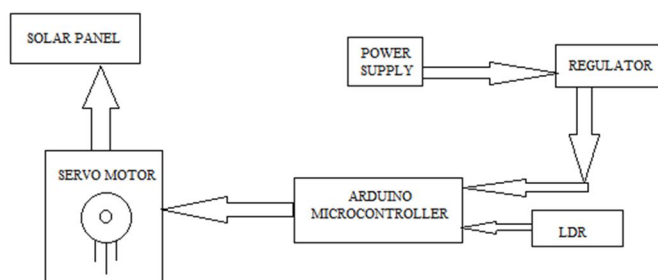 SOLAR PANEL
POWER
SUPPLY
REGULATOR
SERVO MOTOR
ARDUINO
MICROCONTROLLER
LDR